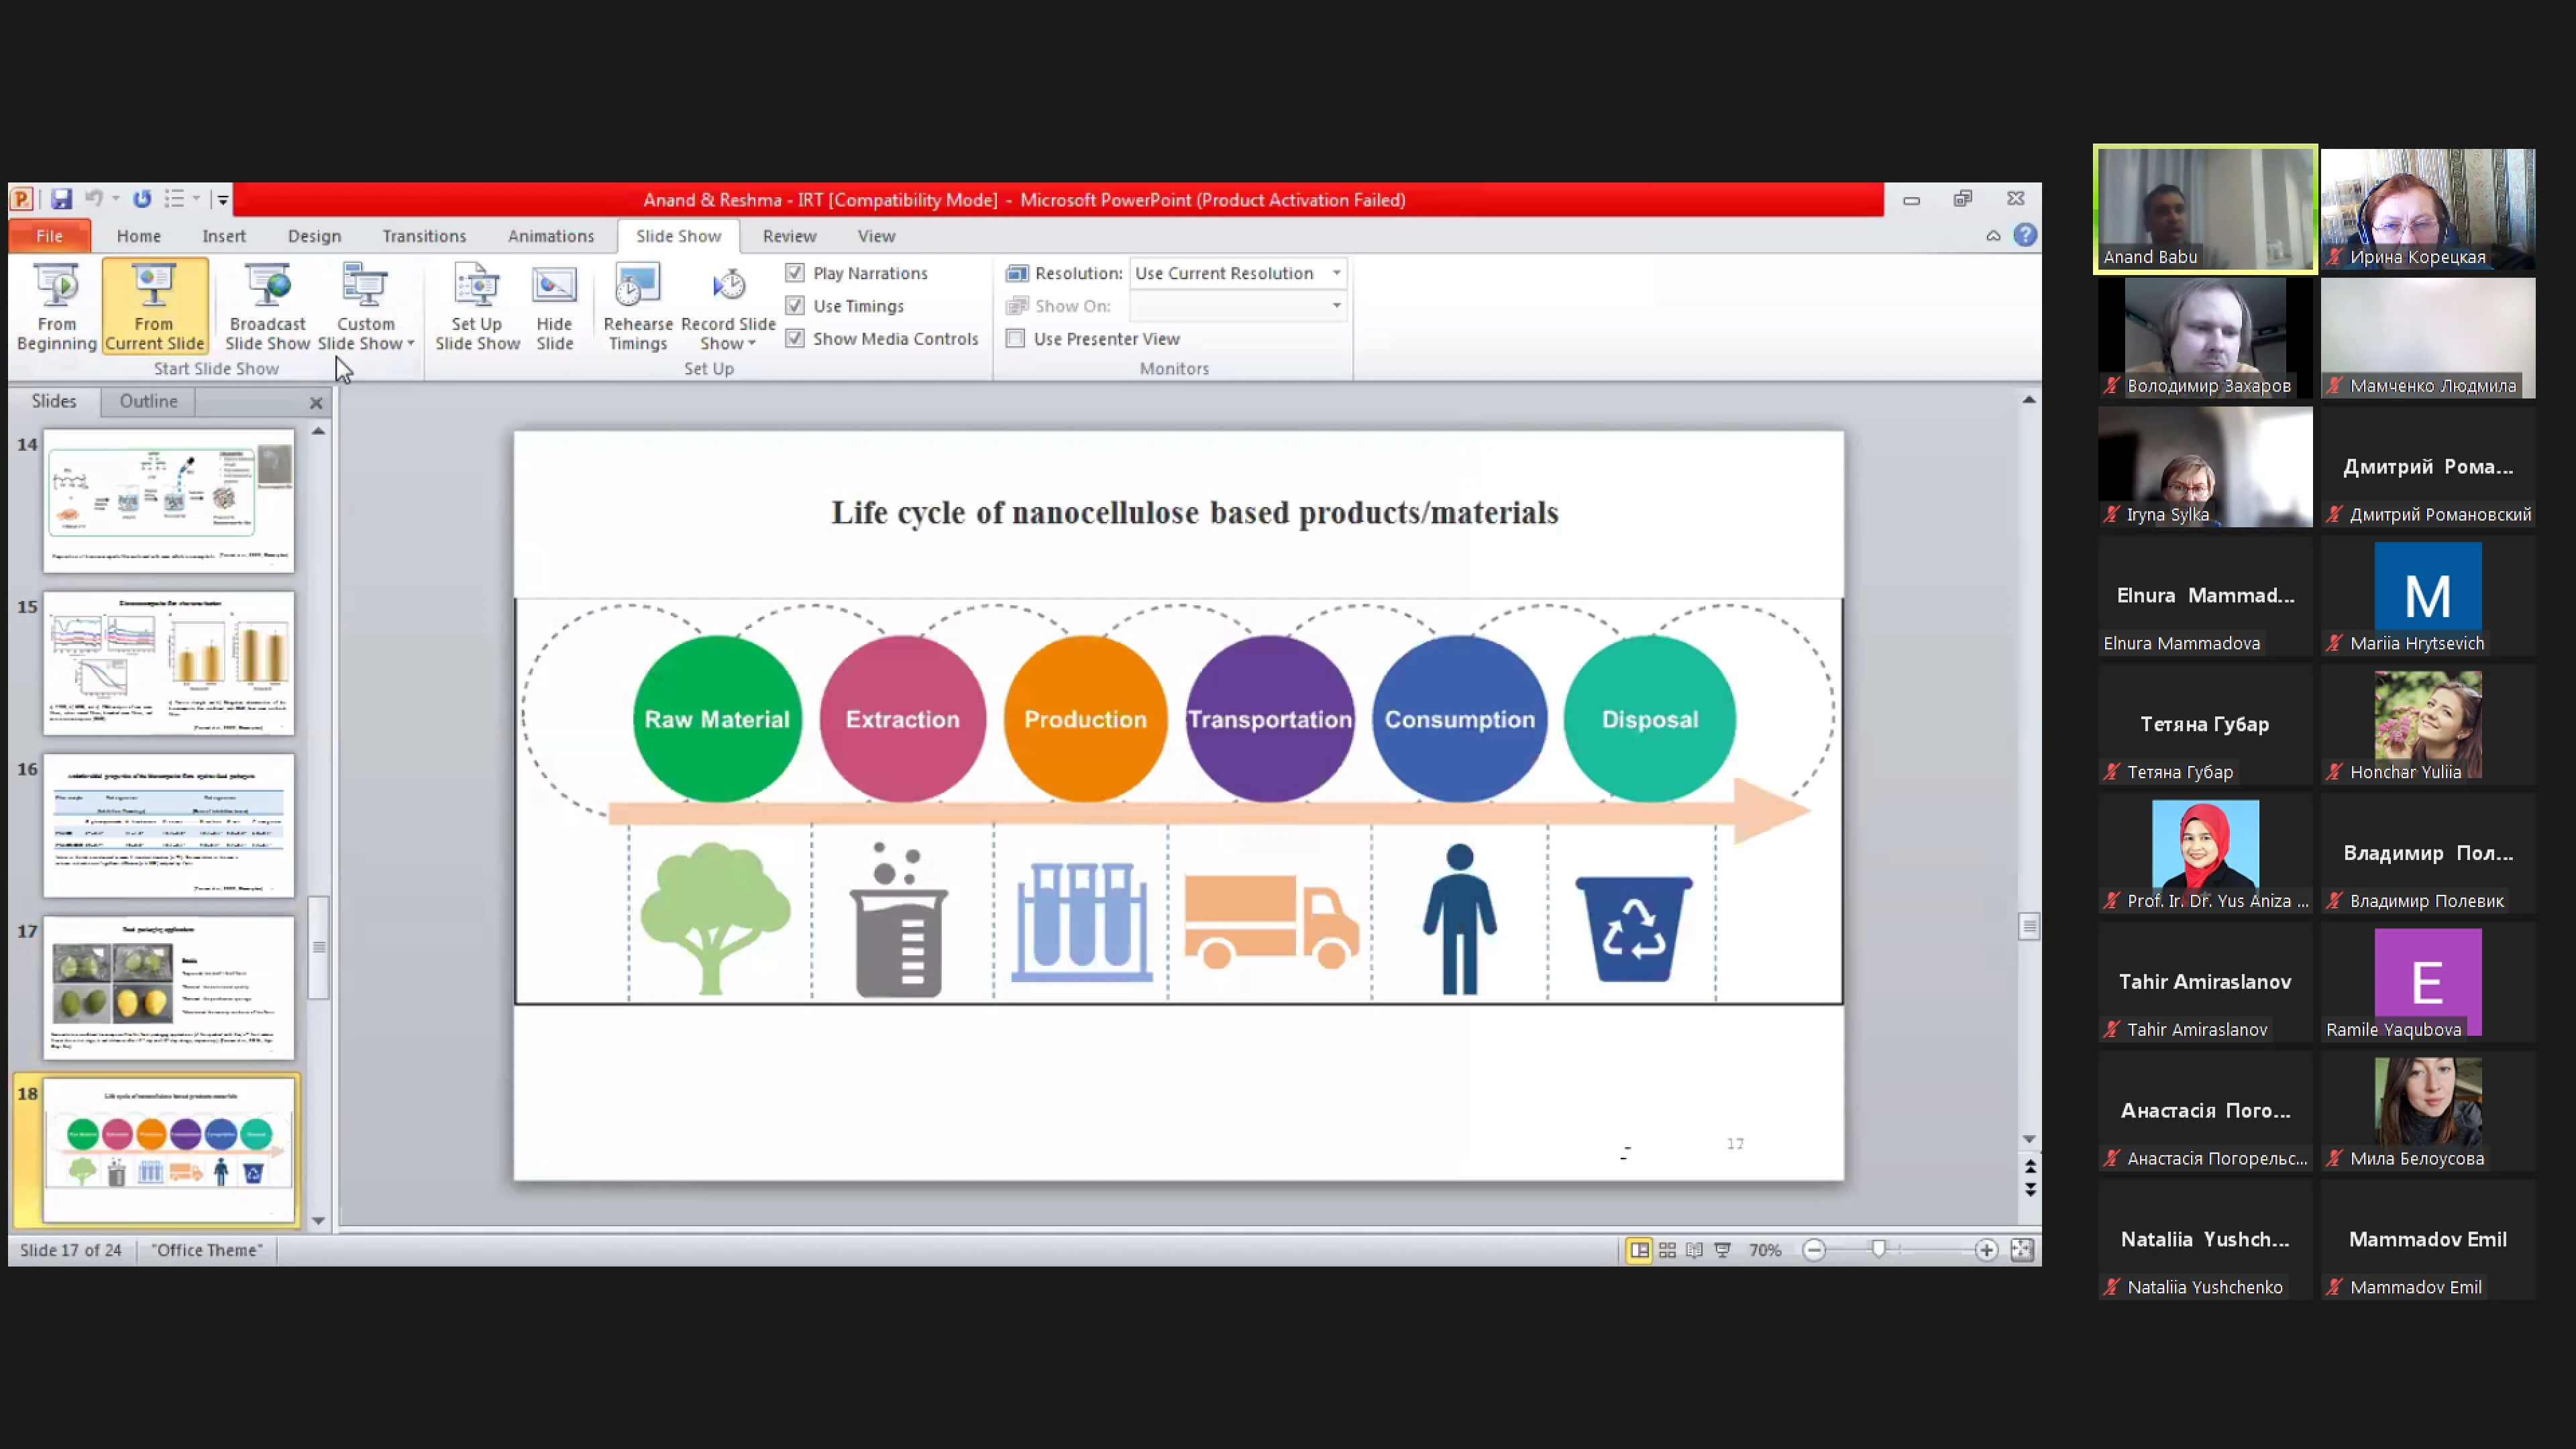 Anand & Reshma - IRT [Compatibility Mode] - Microsoft PowerPoint (Product Activation Failed)
File Home Insert Design Transitions Animations Slide Show Review View
From Beginning
From Current Slide
Broadcast Slide Show
Custom Slide Show
Set Up Slide Show
Hide Slide
Rehearse Timings
Record Slide Show
Play Narrations
Use Timings
Show Media Controls
Resolution: Use Current Resolution
Show On:
Use Presenter View
Start Slide Show
Set Up
Monitors
Slides Outline
14
15
16
17
18
Life cycle of nanocellulose based products/materials
Life cycle of nanocellulose based products/materials
Raw Material
Extraction
Production
Transportation
Consumption
Disposal
17
Slide 17 of 24
"Office Theme"
70%
Anand Babu
Ирина Корецкая
Володимир Захаров
Мамченко Людмила
Iryna Sylka
Дмитрий Рома...
Дмитрий Романовский
Elnura Mammad...
Elnura Mammadova
M
Mariia Hrytsevich
Тетяна Губар
Тетяна Губар
Honchar Yuliia
Prof. Ir. Dr. Yus Aniza ...
Владимир Пол...
Владимир Полевик
Tahir Amiraslanov
Tahir Amiraslanov
E
Ramile Yaqubova
Анастасія Пого...
Анастасія Погорельс...
Мила Белоусова
Nataliia Yushch...
Nataliia Yushchenko
Mammadov Emil
Mammadov Emil